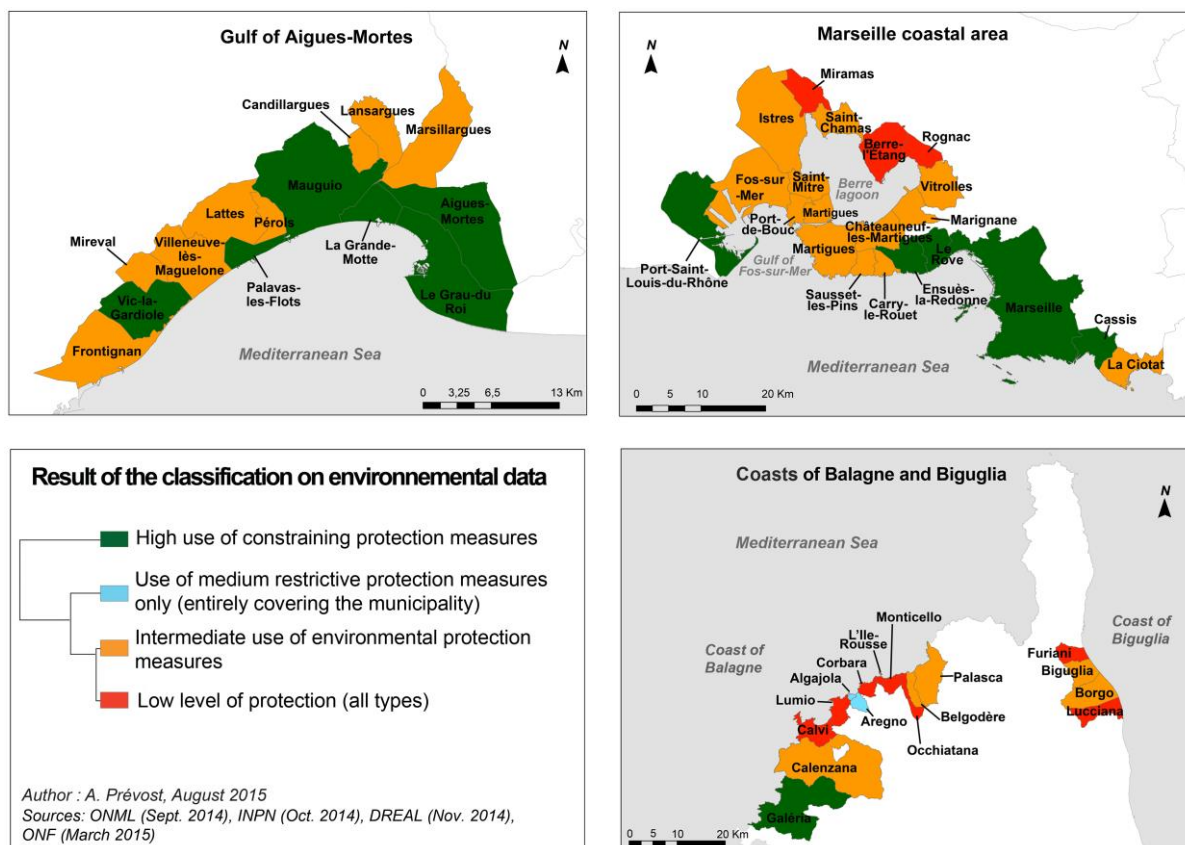 Gulf of Aigues-Mortes
N
Candillargues
Lansargues
Marsillargues
Mauguio
Aigues-
Mortes
Lattes
Pérols
Mireval
Villeneuve-
lès-
Maguelone
La Grande-
Motte
Palavas-
les-Flots
Vic-la-
Gardiole
Le Grau-du
Roi
Frontignan
Mediterranean Sea
0 3,25 6,5 13 Km
Marseille coastal area
N
Miramas
Istres
Saint-
Chamas
Rognac
Berre-
l'Étang
Fos-sur
-Mer
Saint-
Mitre
Berre
lagoon
Vitrolles
Port-
de-Bouc
Martigues
Marignane
Châteauneuf-
les-Martigues
Martigues
Le
Rove
Gulf of
Fos-sur-Mer
Port-Saint-
Louis-du-Rhône
Sausset-
les-Pins
Carry-
le-Rouet
Ensuès-
la-Redonne
Marseille
Cassis
La Ciotat
Mediterranean Sea
0 5 10 20 Km
Result of the classification on environnemental data
High use of constraining protection measures
Use of medium restrictive protection measures
only (entirely covering the municipality)
Intermediate use of environmental protection
measures
Low level of protection (all types)
Author : A. Prévost, August 2015
Sources: ONML (Sept. 2014), INPN (Oct. 2014), DREAL (Nov. 2014),
ONF (March 2015)
Coasts of Balagne and Biguglia
N
Mediterranean Sea
Monticello
L'Ile-
Rousse
Coast of
Balagne
Coast of
Biguglia
Corbara
Algajola
Lumio
Furiani
Biguglia
Palasca
Borgo
Lucciana
Calvi
Aregno
Belgodère
Occhiatana
Calenzana
Galéria
0 5 10 20 Km